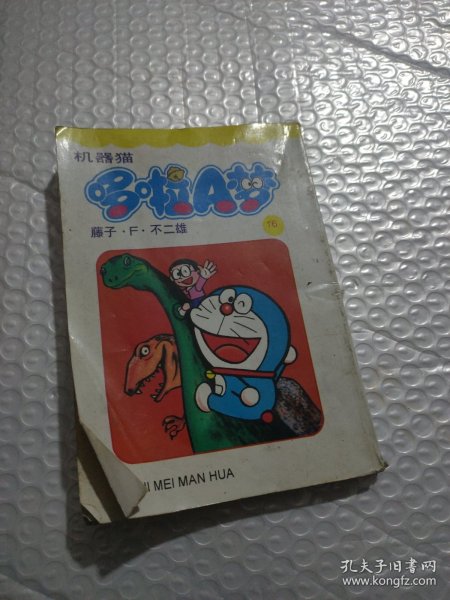 机器猫
哆啦A梦
藤子·F·不二雄
16
MEI MAN HUA
孔夫子旧书网
www.kongfz.com